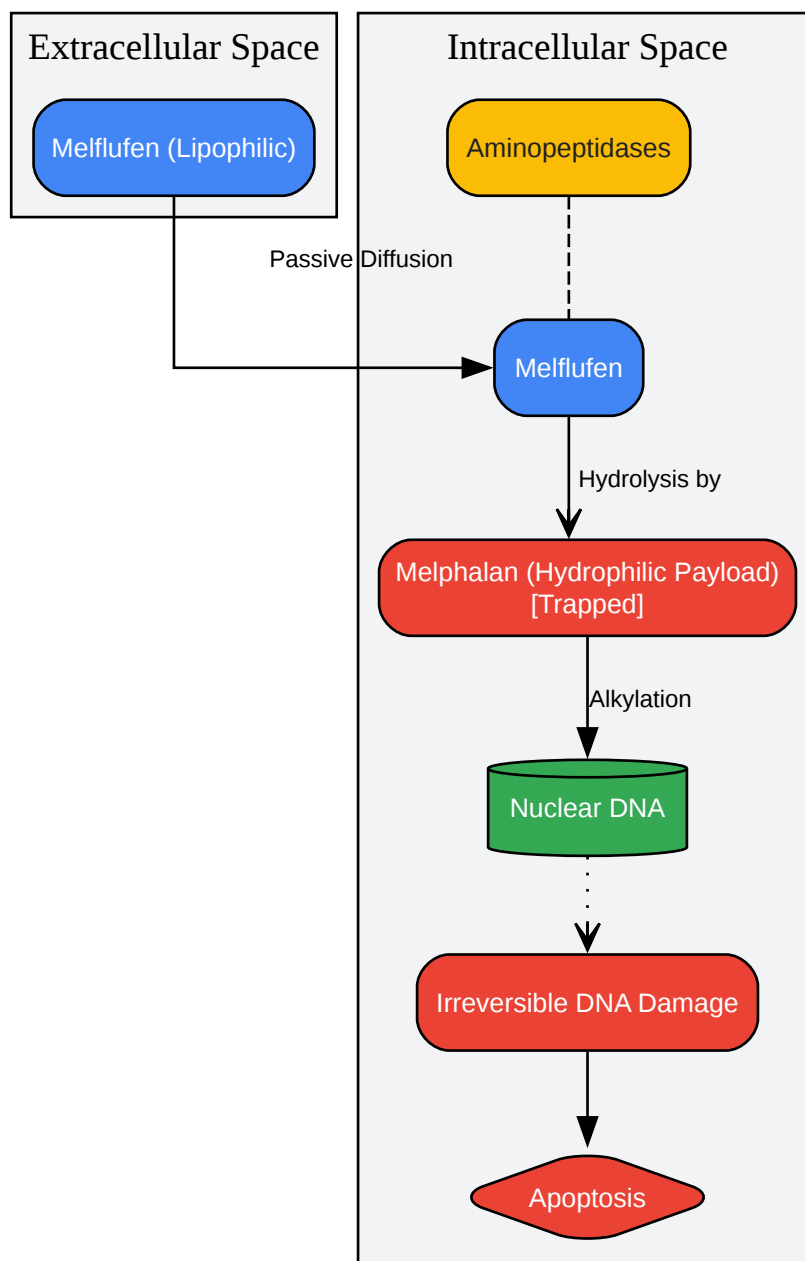 Extracellular Space
Intracellular Space
Melflufen (Lipophilic)
Aminopeptidases
Passive Diffusion
Melflufen
Hydrolysis by
Melphalan (Hydrophilic Payload)
[Trapped]
Alkylation
Nuclear DNA
Irreversible DNA Damage
Apoptosis